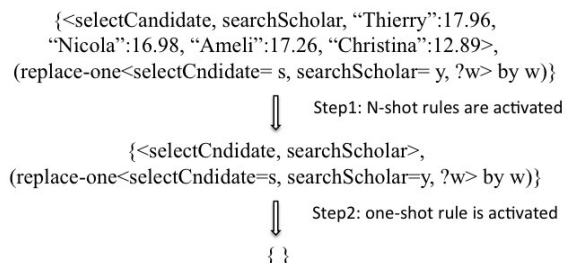 {<selectCandidate, searchScholar, “Thierry”:17.96,
“Nicola”:16.98, “Ameli”:17.26, “Christina”:12.89>,
(replace-one<selectCndidate= s, searchScholar= y, ?w> by w)}
Step1: N-shot rules are activated
{<selectCndidate, searchScholar>,
(replace-one<selectCndidate=s, searchScholar=y, ?w> by w)}
Step2: one-shot rule is activated
{ }